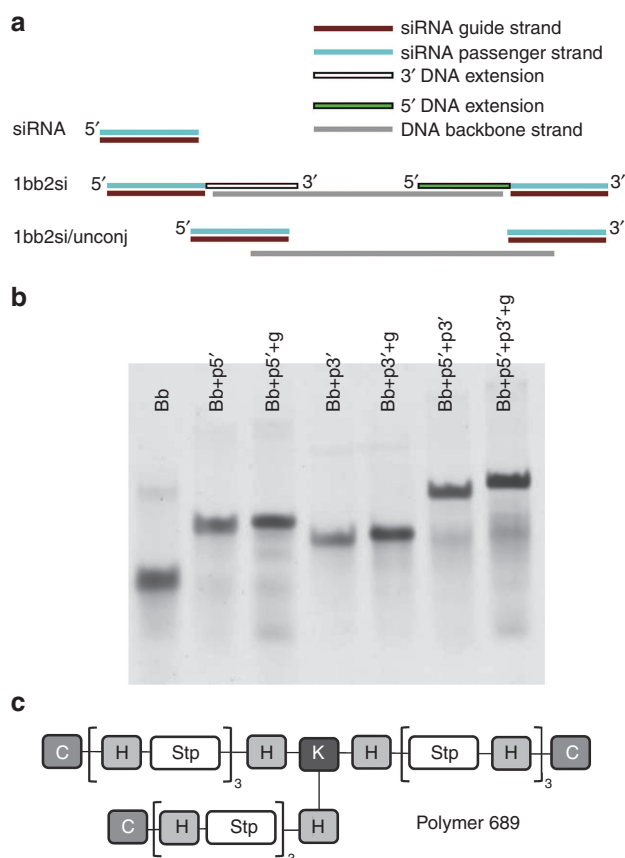 a
siRNA guide strand
siRNA passenger strand
3′ DNA extension
5′ DNA extension
DNA backbone strand
siRNA 5′
1bb2si 5′ 3′ 5′ 3′
1bb2si/unconj 5′ 3′
b
Bb
Bb+p5′
Bb+p5′+g
Bb+p3′
Bb+p3′+g
Bb+p5′+p3′
Bb+p5′+p3′+g
c
C H Stp 3 H K H Stp H 3 C
C H Stp 3 H
Polymer 689